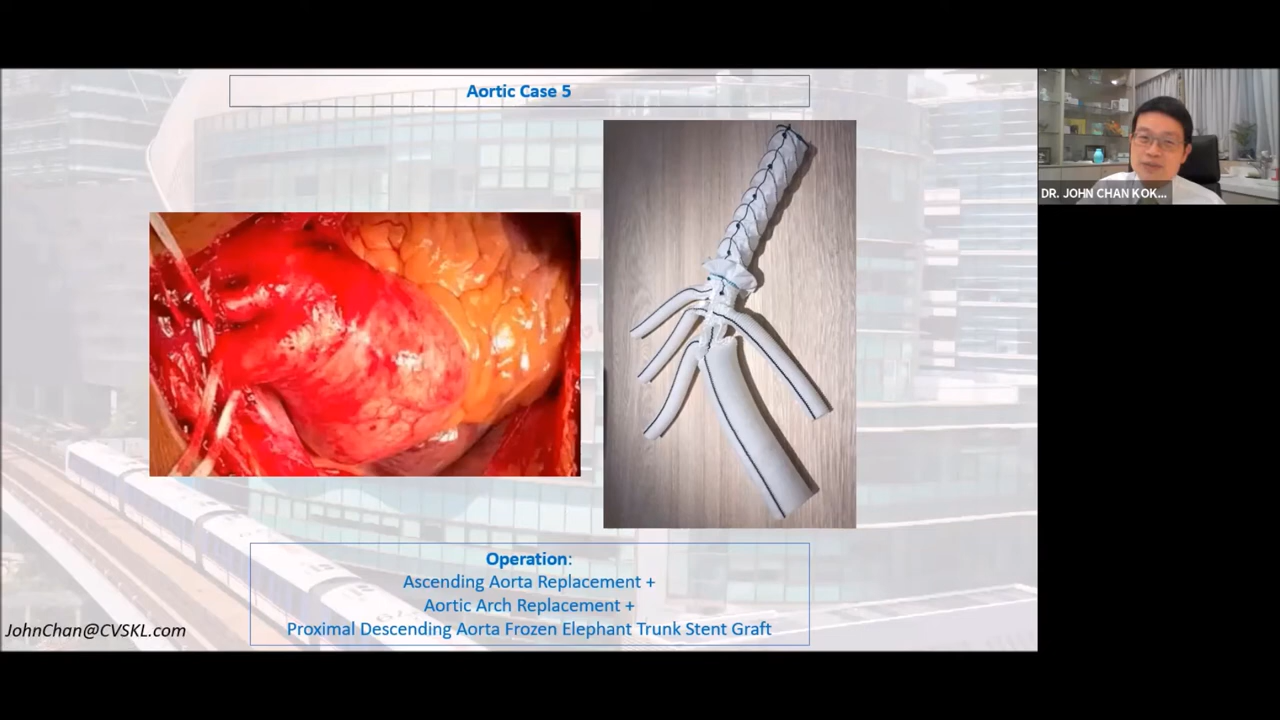 Aortic Case 5
DR. JOHN CHAN KOK...
Operation:
Ascending Aorta Replacement +
Aortic Arch Replacement +
Proximal Descending Aorta Frozen Elephant Trunk Stent Graft
JohnChan@CVSKL.com